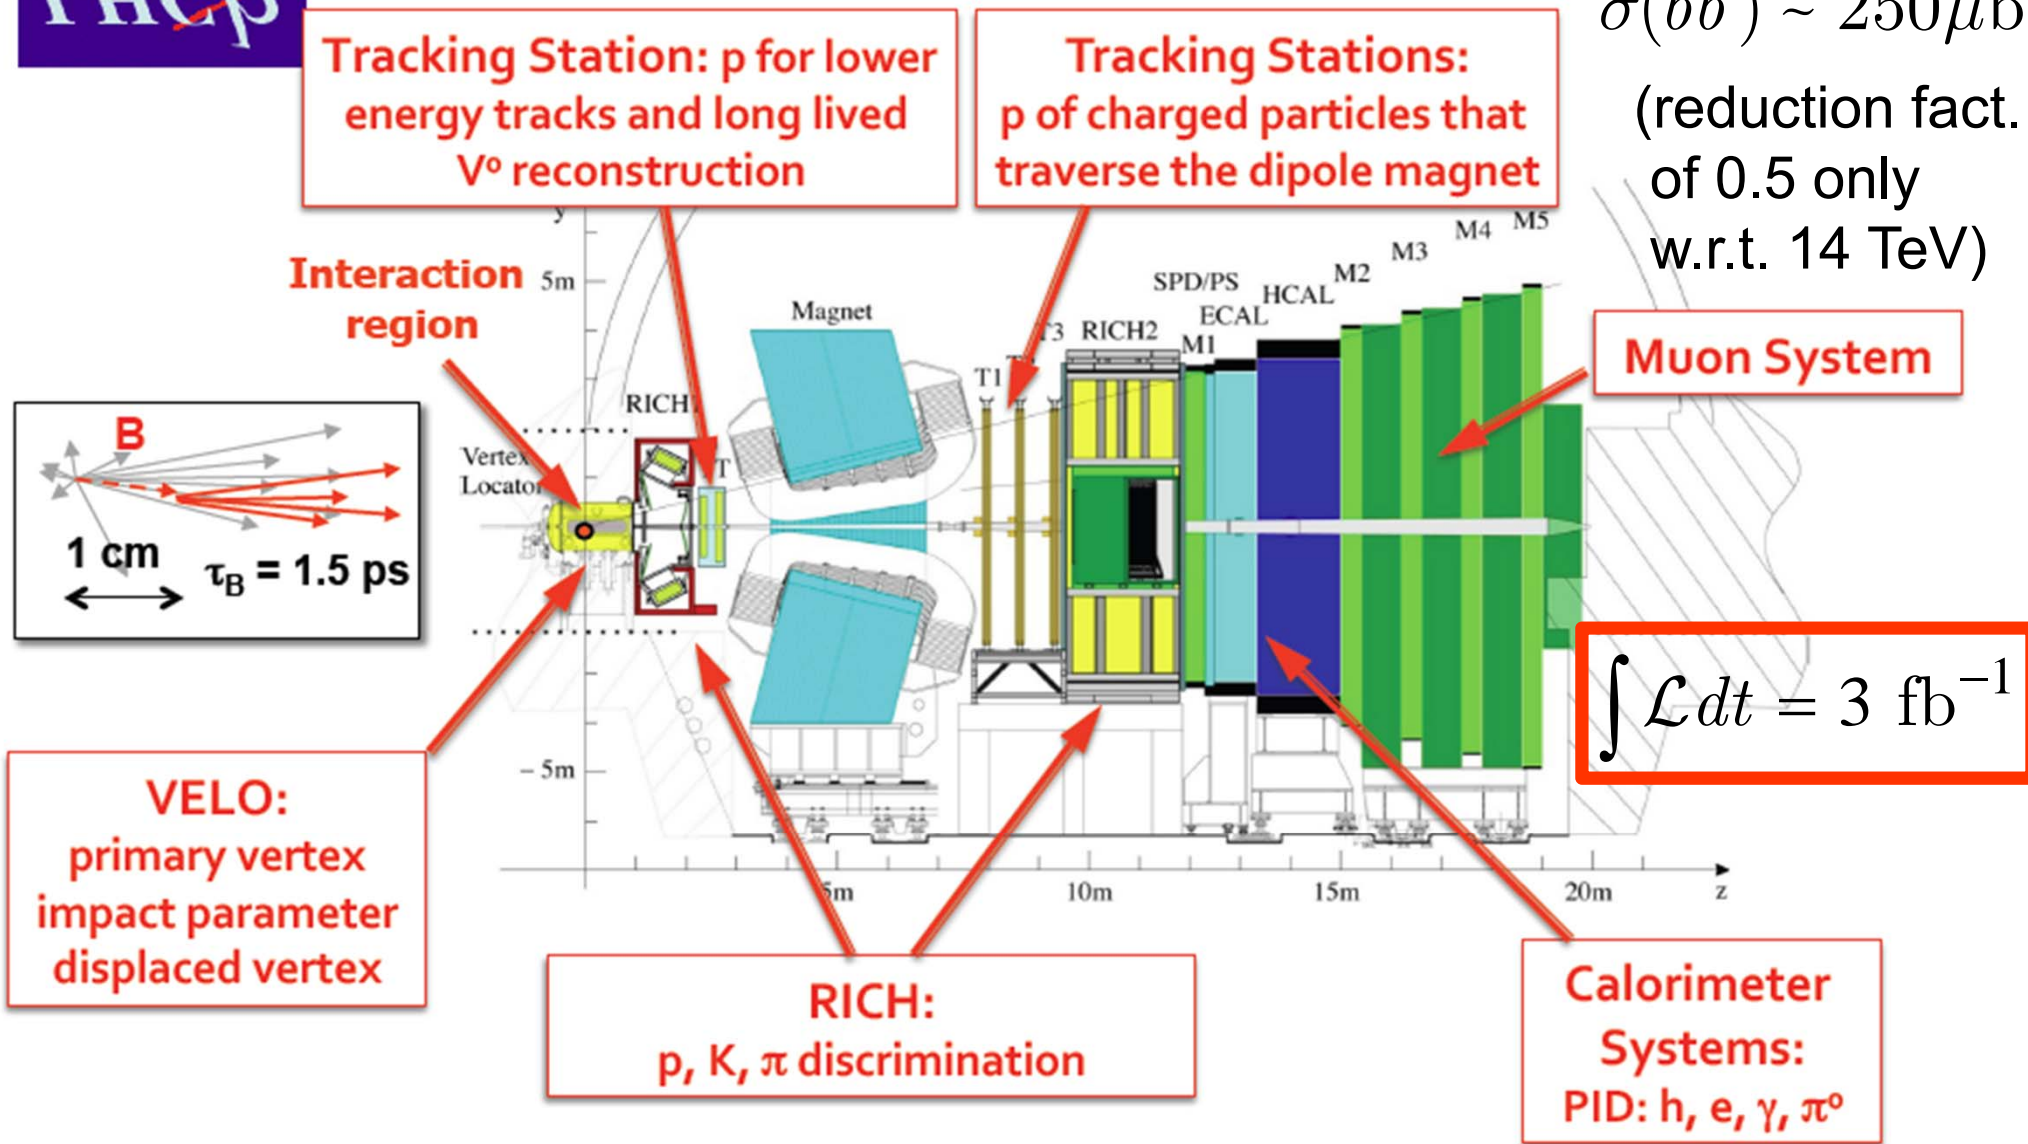 LHCb
σ(bb̄) ~ 250μb
Tracking Station: p for lower
energy tracks and long lived
V⁰ reconstruction
Tracking Stations:
p of charged particles that
traverse the dipole magnet
(reduction fact.
of 0.5 only
w.r.t. 14 TeV)
Interaction
region
y
5m
Magnet
T1
T3
RICH2
M1
SPD/PS
ECAL
HCAL
M2
M3
M4
M5
Muon System
RICH
Vertex
Locator
T
B
1 cm
τB = 1.5 ps
- 5m
∫ℒdt = 3 fb⁻¹
VELO:
primary vertex
impact parameter
displaced vertex
5m
10m
15m
20m
z
RICH:
p, K, π discrimination
Calorimeter
Systems:
PID: h, e, γ, π⁰